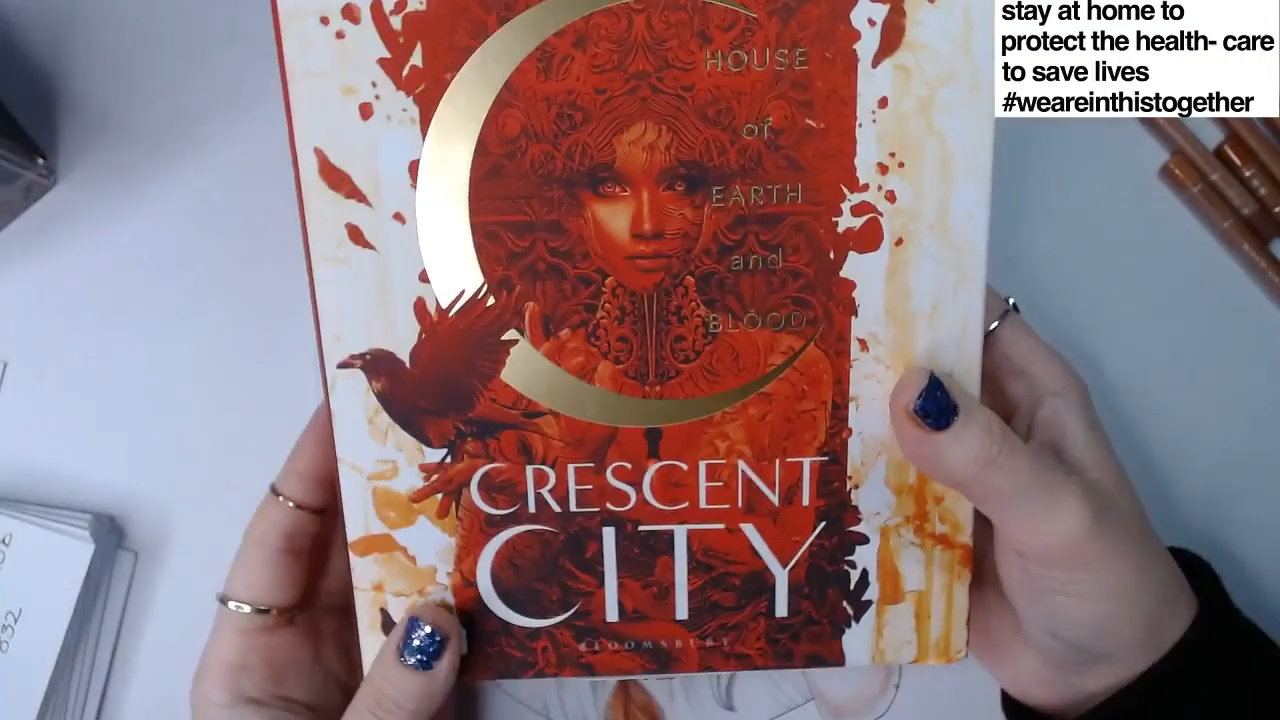 stay at home to
protect the health- care
to save lives
#weareinthistogether
HOUSE
of
EARTH
and
BLOOD
CRESCENT
CITY
BLOOMSBURY
832